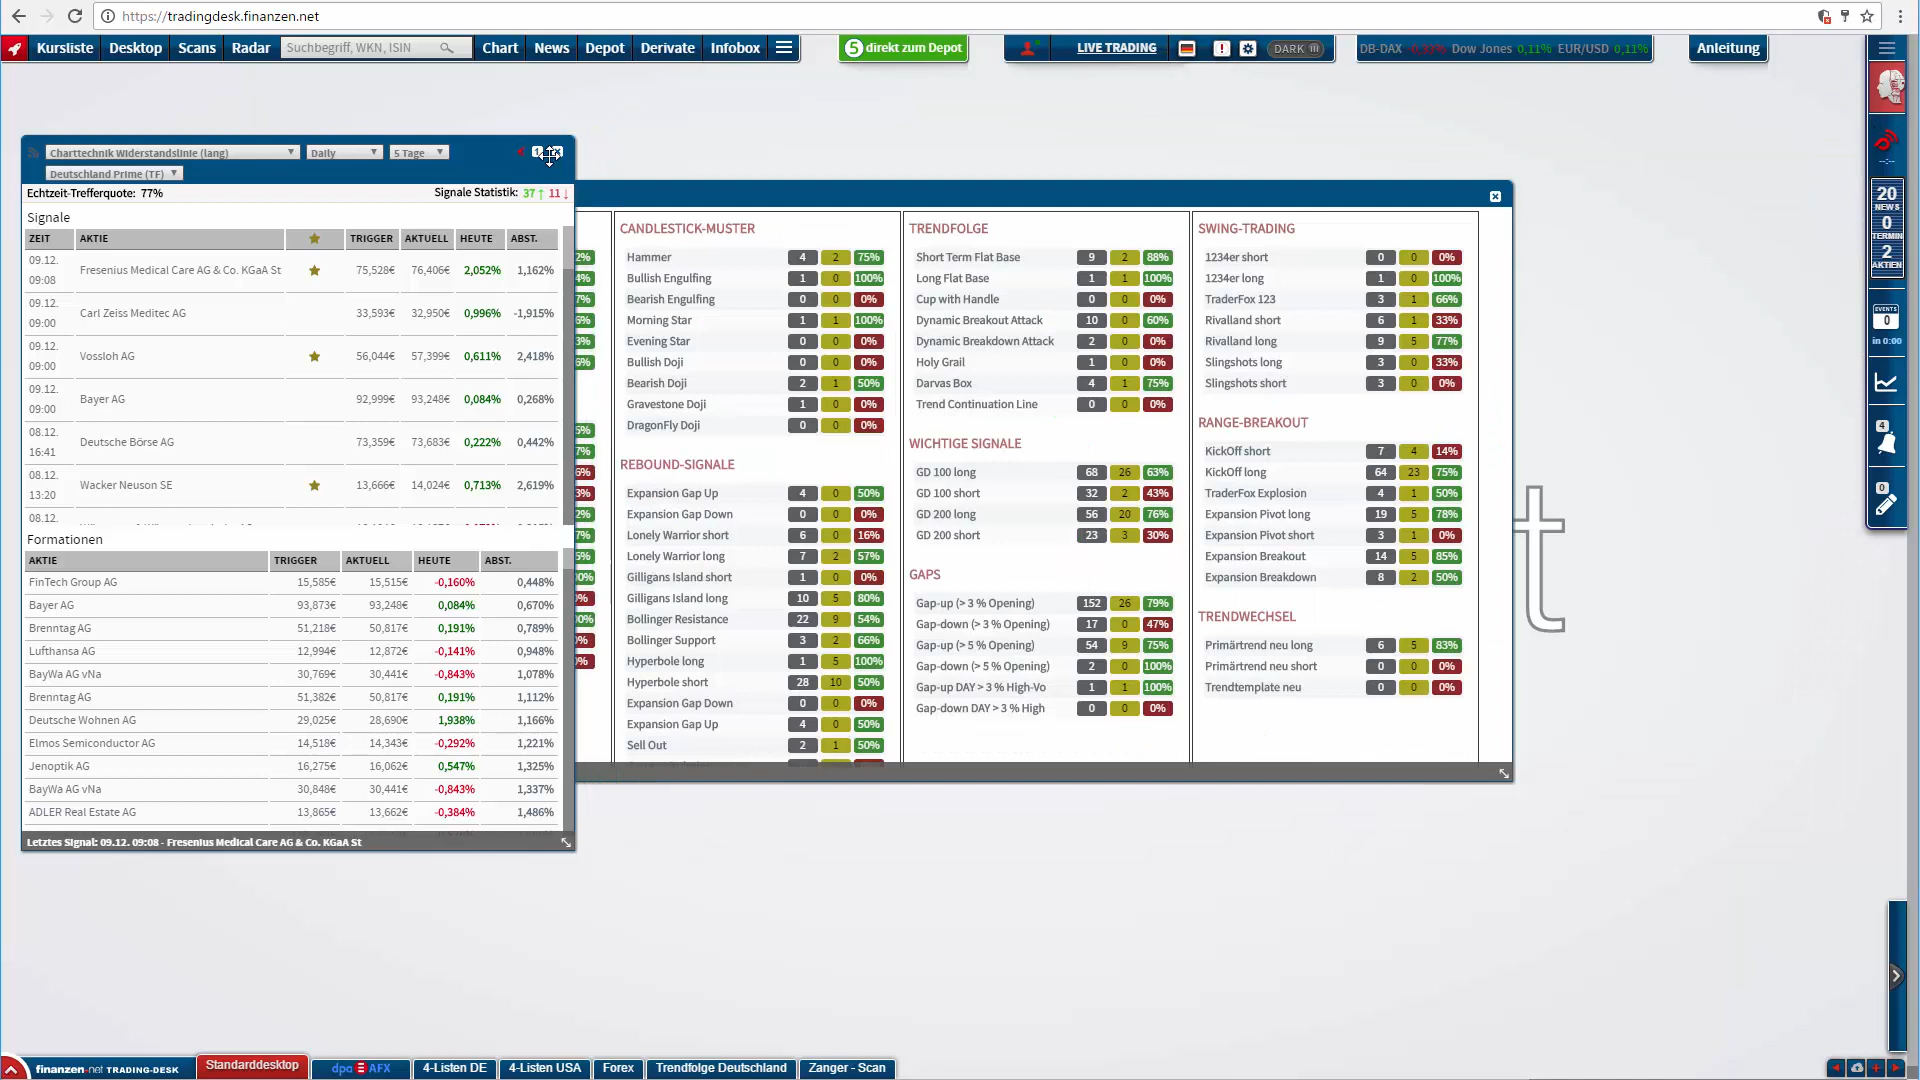 https://tradingdesk.finanzen.net
Kursliste Desktop Scans Radar Suchbegriff, WKN, ISIN Chart News Depot Derivate Infobox
5 direkt zum Depot
LIVE TRADING ! DARK
DB-DAX -0,33% Dow Jones 0,11% EUR/USD 0,11%
Anleitung
Charttechnik Widerstandslinie (lang) Daily 5 Tage
Deutschland Prime (TF)
Echtzeit-Trefferquote: 77% Signale Statistik: 37 ↑ 11 ↓
Signale
ZEIT AKTIE ★ TRIGGER AKTUELL HEUTE ABST.
09.12. 09:08 Fresenius Medical Care AG & Co. KGaA St ★ 75,528€ 76,406€ 2,052% 1,162%
09.12. 09:00 Carl Zeiss Meditec AG 33,593€ 32,950€ 0,996% -1,915%
09.12. 09:00 Vossloh AG ★ 56,044€ 57,399€ 0,611% 2,418%
09.12. 09:00 Bayer AG 92,999€ 93,248€ 0,084% 0,268%
08.12. 16:41 Deutsche Börse AG 73,359€ 73,683€ 0,222% 0,442%
08.12. 13:20 Wacker Neuson SE ★ 13,666€ 14,024€ 0,713% 2,619%
08.12.
Formationen
AKTIE TRIGGER AKTUELL HEUTE ABST.
FinTech Group AG 15,585€ 15,515€ -0,160% 0,448%
Bayer AG 93,873€ 93,248€ 0,084% 0,670%
Brenntag AG 51,218€ 50,817€ 0,191% 0,789%
Lufthansa AG 12,994€ 12,872€ -0,141% 0,948%
BayWa AG vNa 30,769€ 30,441€ -0,843% 1,078%
Brenntag AG 51,382€ 50,817€ 0,191% 1,112%
Deutsche Wohnen AG 29,025€ 28,690€ 1,938% 1,166%
Elmos Semiconductor AG 14,518€ 14,343€ -0,292% 1,221%
Jenoptik AG 16,275€ 16,062€ 0,547% 1,325%
BayWa AG vNa 30,848€ 30,441€ -0,843% 1,337%
ADLER Real Estate AG 13,865€ 13,662€ -0,384% 1,486%
Letztes Signal: 09.12. 09:08 - Fresenius Medical Care AG & Co. KGaA St
CANDLESTICK-MUSTER
Hammer 4 2 75%
Bullish Engulfing 1 0 100%
Bearish Engulfing 0 0 0%
Morning Star 1 1 100%
Evening Star 0 0 0%
Bullish Doji 0 0 0%
Bearish Doji 2 1 50%
Gravestone Doji 1 0 0%
DragonFly Doji 0 0 0%
REBOUND-SIGNALE
Expansion Gap Up 4 0 50%
Expansion Gap Down 0 0 0%
Lonely Warrior short 6 0 16%
Lonely Warrior long 7 2 57%
Gilligans Island short 1 0 0%
Gilligans Island long 10 5 80%
Bollinger Resistance 22 9 54%
Bollinger Support 3 2 66%
Hyperbole long 1 5 100%
Hyperbole short 28 10 50%
Expansion Gap Down 0 0 0%
Expansion Gap Up 4 0 50%
Sell Out 2 1 50%
TRENDFOLGE
Short Term Flat Base 9 2 88%
Long Flat Base 1 1 100%
Cup with Handle 0 0 0%
Dynamic Breakout Attack 10 0 60%
Dynamic Breakdown Attack 2 0 0%
Holy Grail 1 0 0%
Darvas Box 4 1 75%
Trend Continuation Line 0 0 0%
WICHTIGE SIGNALE
GD 100 long 68 26 63%
GD 100 short 32 2 43%
GD 200 long 56 20 76%
GD 200 short 23 3 30%
GAPS
Gap-up (> 3 % Opening) 152 26 79%
Gap-down (> 3 % Opening) 17 0 47%
Gap-up (> 5 % Opening) 54 9 75%
Gap-down (> 5 % Opening) 2 0 100%
Gap-up DAY > 3 % High-Vo 1 1 100%
Gap-down DAY > 3 % High 0 0 0%
SWING-TRADING
1234er short 0 0 0%
1234er long 1 0 100%
TraderFox 123 3 1 66%
Rivalland short 6 1 33%
Rivalland long 9 5 77%
Slingshots long 3 0 33%
Slingshots short 3 0 0%
RANGE-BREAKOUT
KickOff short 7 4 14%
KickOff long 64 23 75%
TraderFox Explosion 4 1 50%
Expansion Pivot long 19 5 78%
Expansion Pivot short 3 1 0%
Expansion Breakout 14 5 85%
Expansion Breakdown 8 2 50%
TRENDWECHSEL
Primärtrend neu long 6 5 83%
Primärtrend neu short 0 0 0%
Trendtemplate neu 0 0 0%
t
--:--
20
NEWS
0
TERMIN
2
AKTIEN
EVENTS
0
in 0:00
4
0
finanzen-net TRADING-DESK Standarddesktop dpa AFX 4-Listen DE 4-Listen USA Forex Trendfolge Deutschland Zanger - Scan